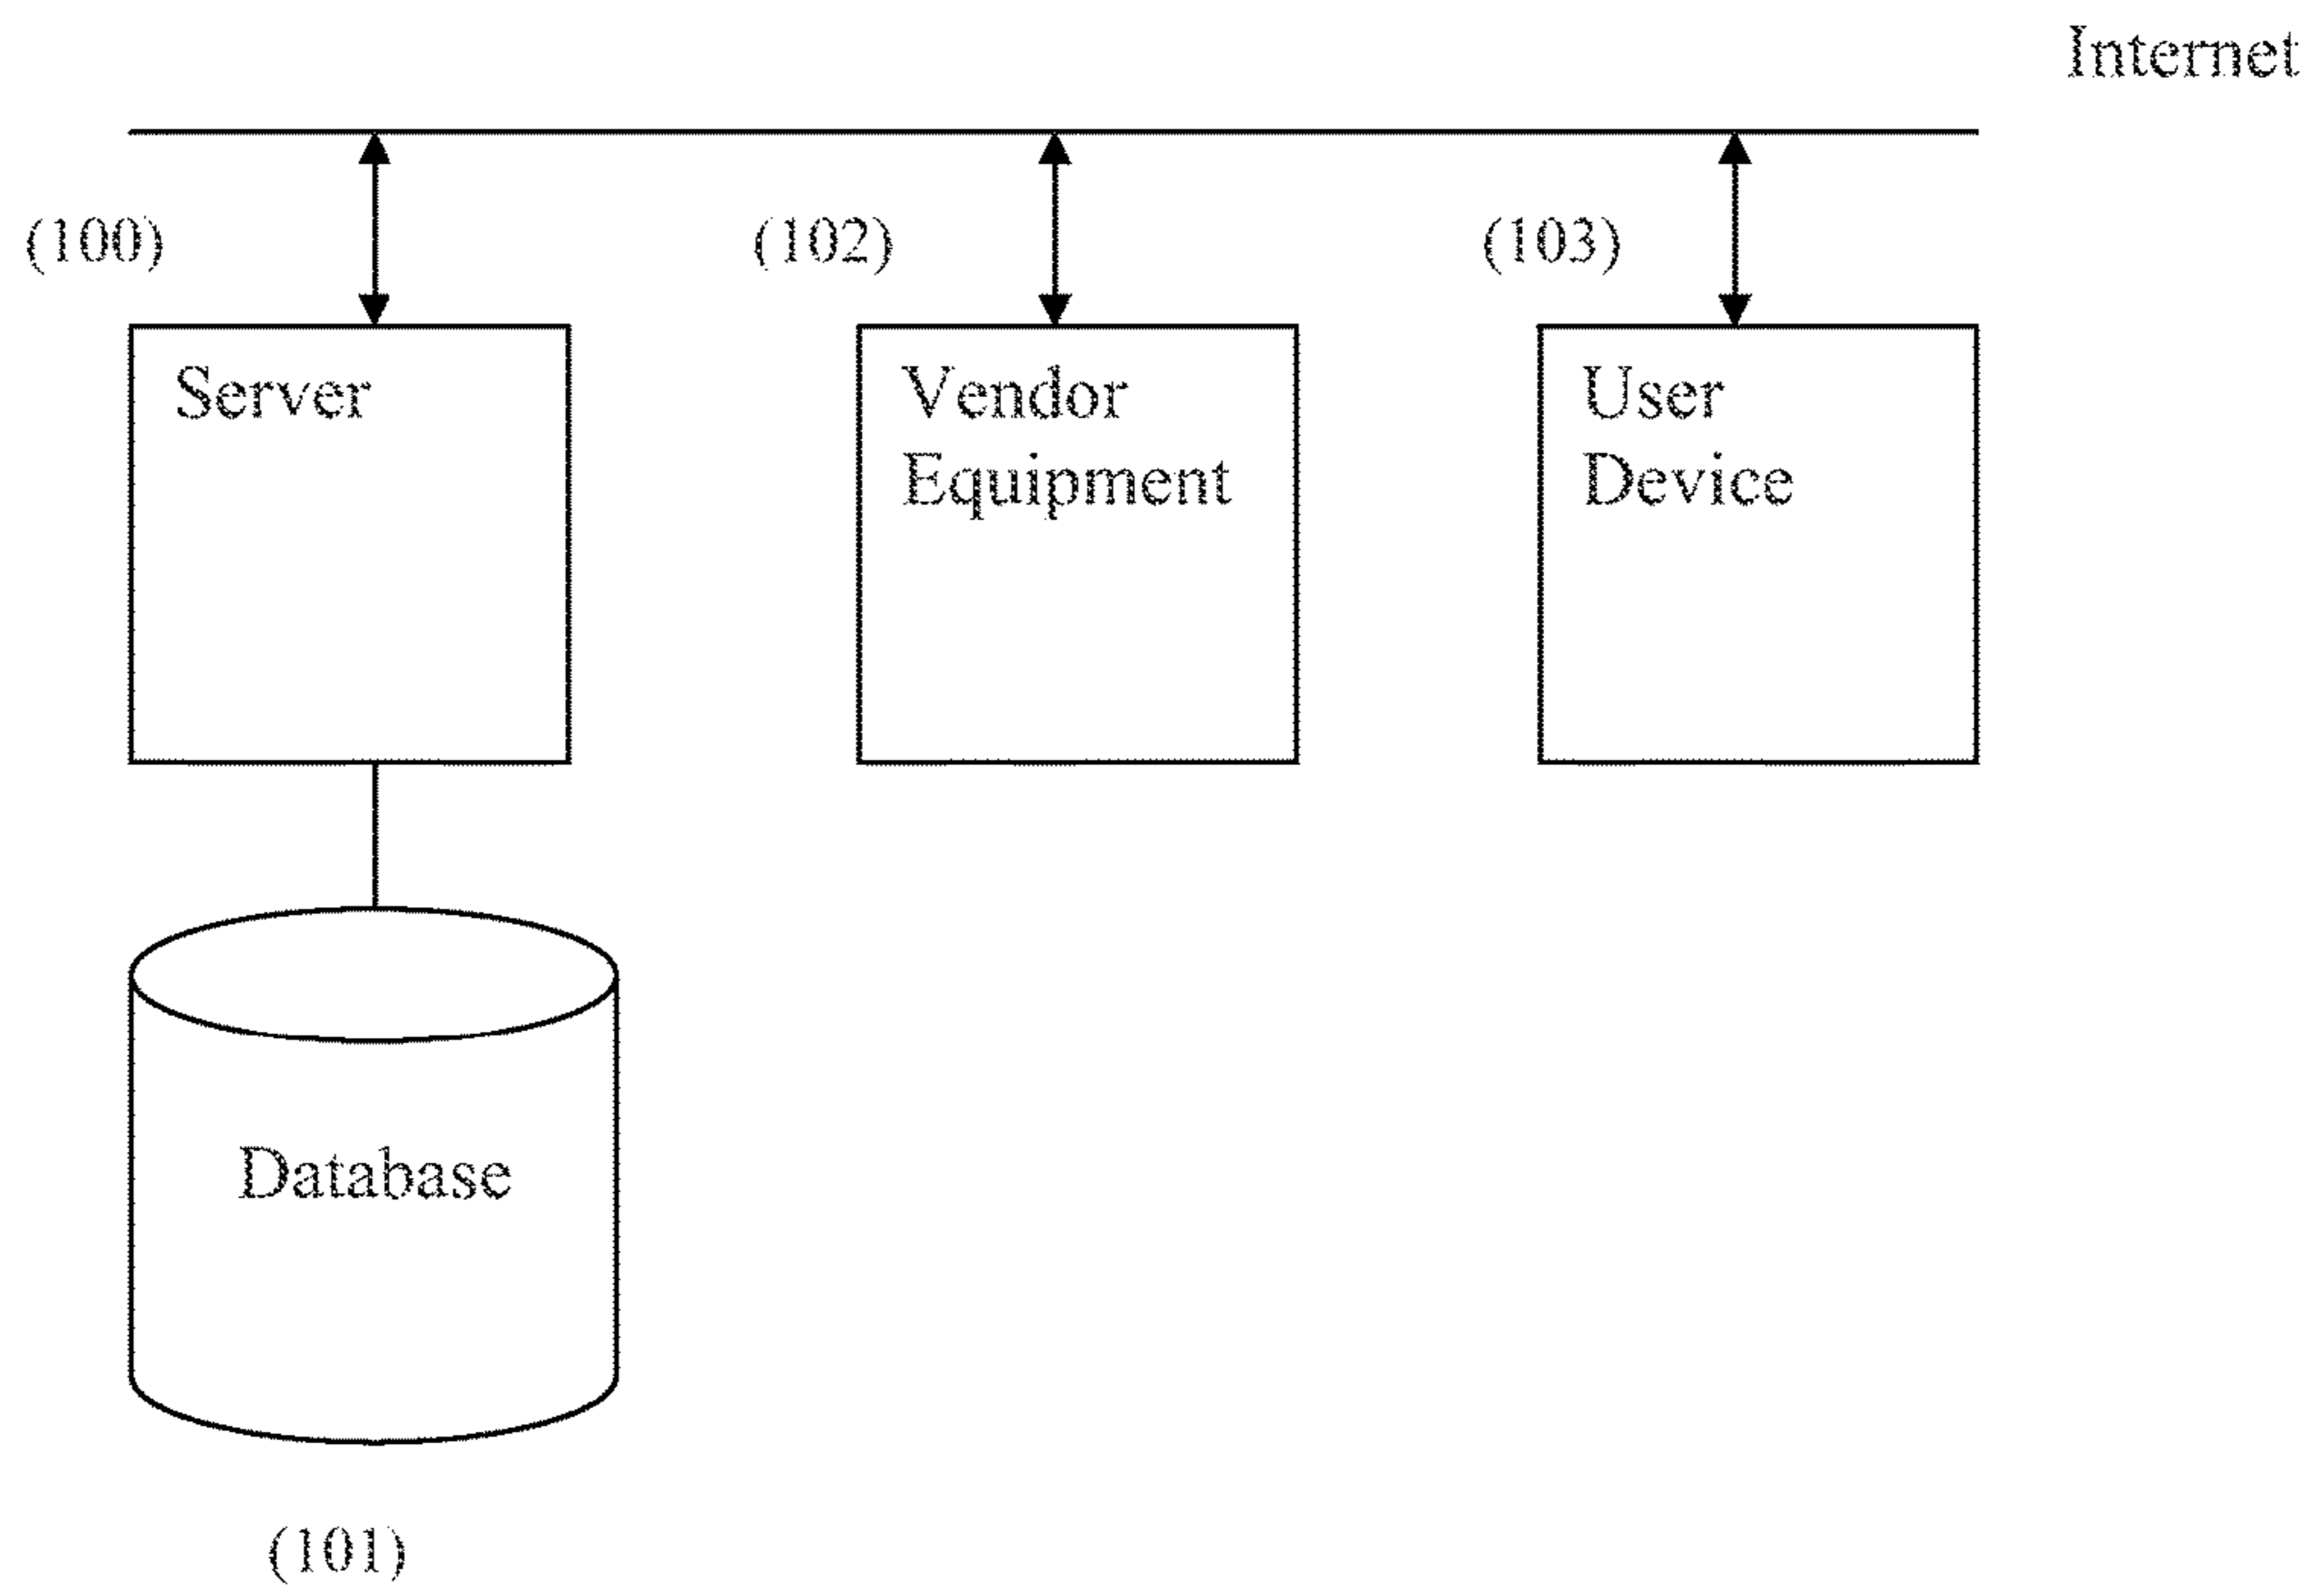 Internet
(100)
(102)
(103)
Server
Vendor
Equipment
User
Device
Database
(101)